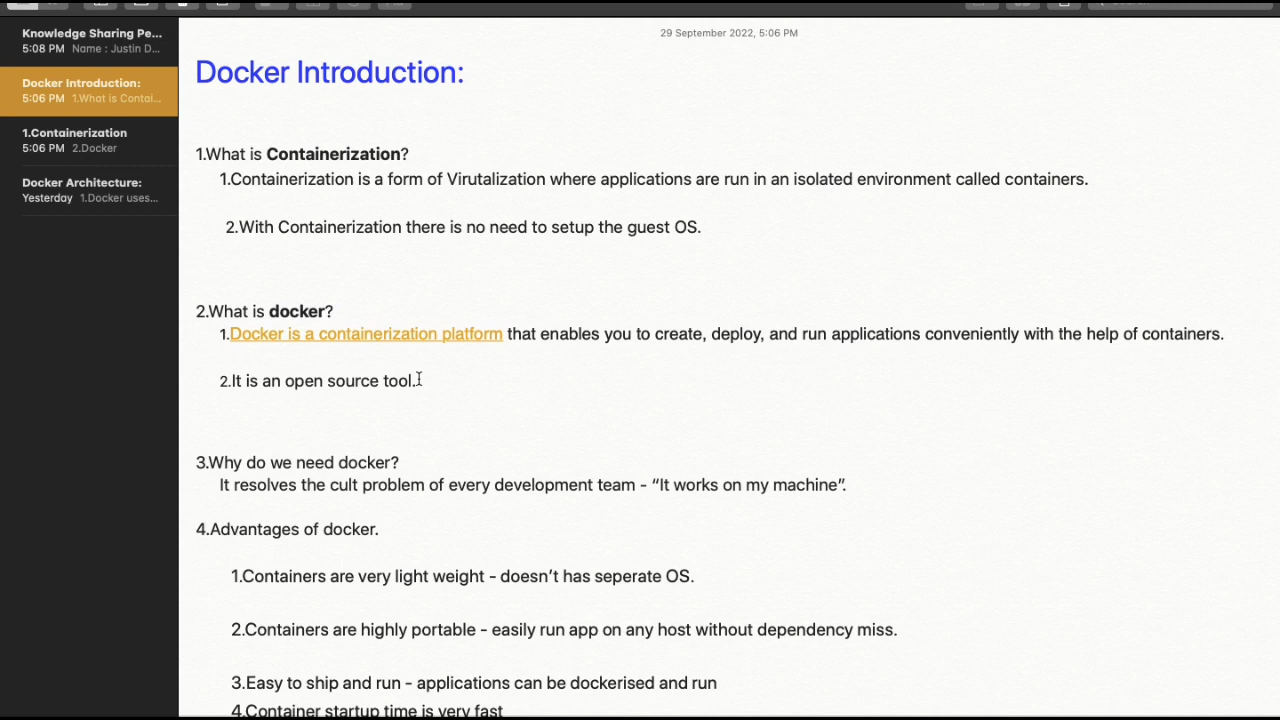 Knowledge Sharing Pe...
5:08 PM Name : Justin D...
Docker Introduction:
5:06 PM 1.What is Contai...
1.Containerization
5:06 PM 2.Docker
Docker Architecture:
Yesterday 1.Docker uses...
29 September 2022, 5:06 PM
Docker Introduction:
1.What is Containerization?
1.Containerization is a form of Virutalization where applications are run in an isolated environment called containers.
2.With Containerization there is no need to setup the guest OS.
2.What is docker?
1.Docker is a containerization platform that enables you to create, deploy, and run applications conveniently with the help of containers.
2.It is an open source tool.
3.Why do we need docker?
It resolves the cult problem of every development team - “It works on my machine”.
4.Advantages of docker.
1.Containers are very light weight - doesn’t has seperate OS.
2.Containers are highly portable - easily run app on any host without dependency miss.
3.Easy to ship and run - applications can be dockerised and run
4.Container startup time is very fast